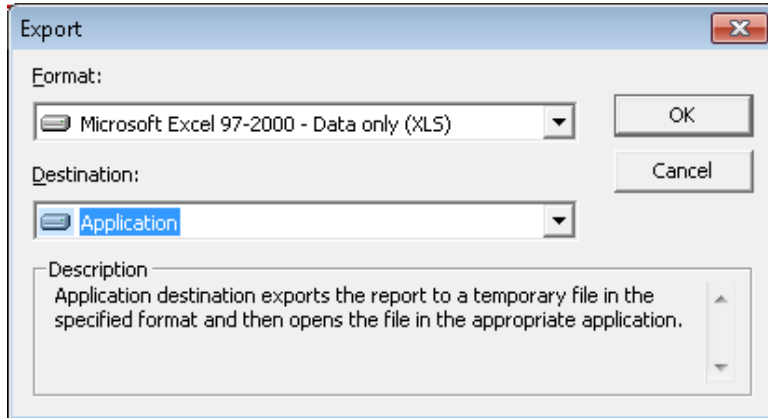 Export
Format:
Microsoft Excel 97-2000 - Data only (XLS)
OK
Destination:
Cancel
Application
Description
Application destination exports the report to a temporary file in the
specified format and then opens the file in the appropriate application.